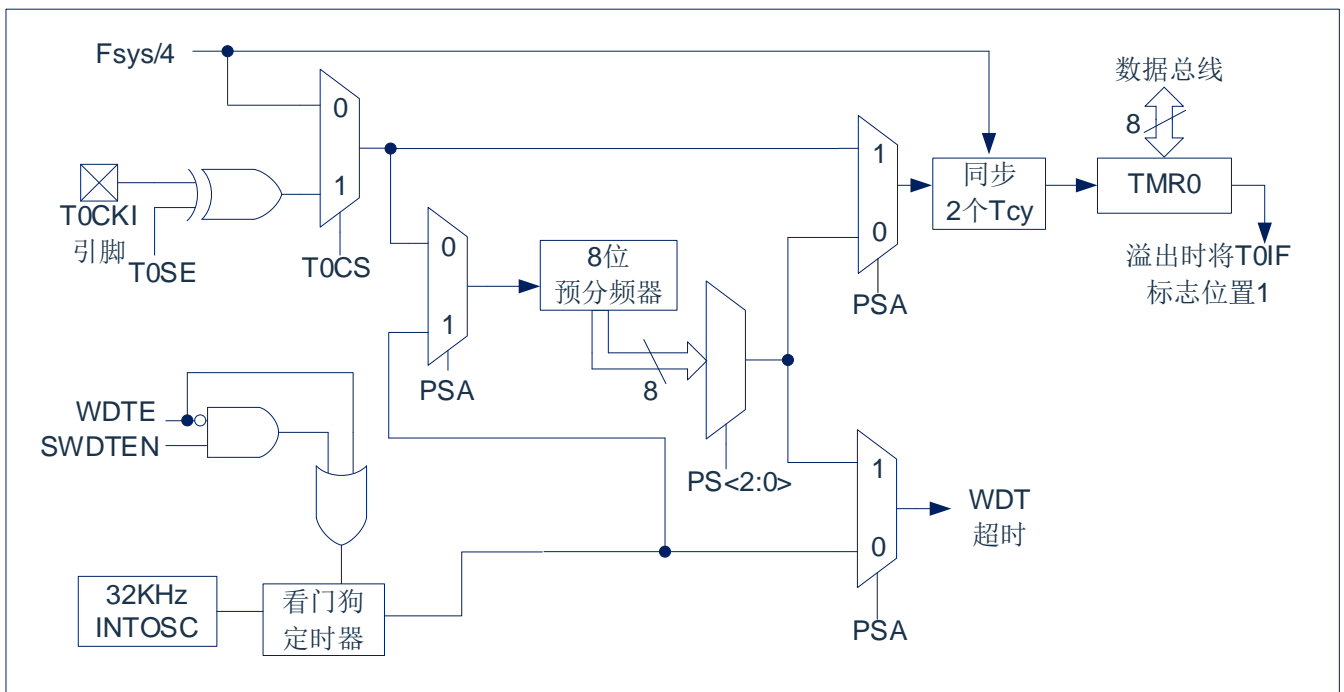 Fsys/4
数据总线
8
0
1
T0CKI
引脚
T0SE
T0CS
0
1
PSA
8位
预分频器
8
PS<2:0>
1
0
PSA
同步
2个Tcy
TMR0
溢出时将T0IF
标志位置1
WDTE
SWDTEN
32KHz
INTOSC
看门狗
定时器
1
0
PSA
WDT
超时